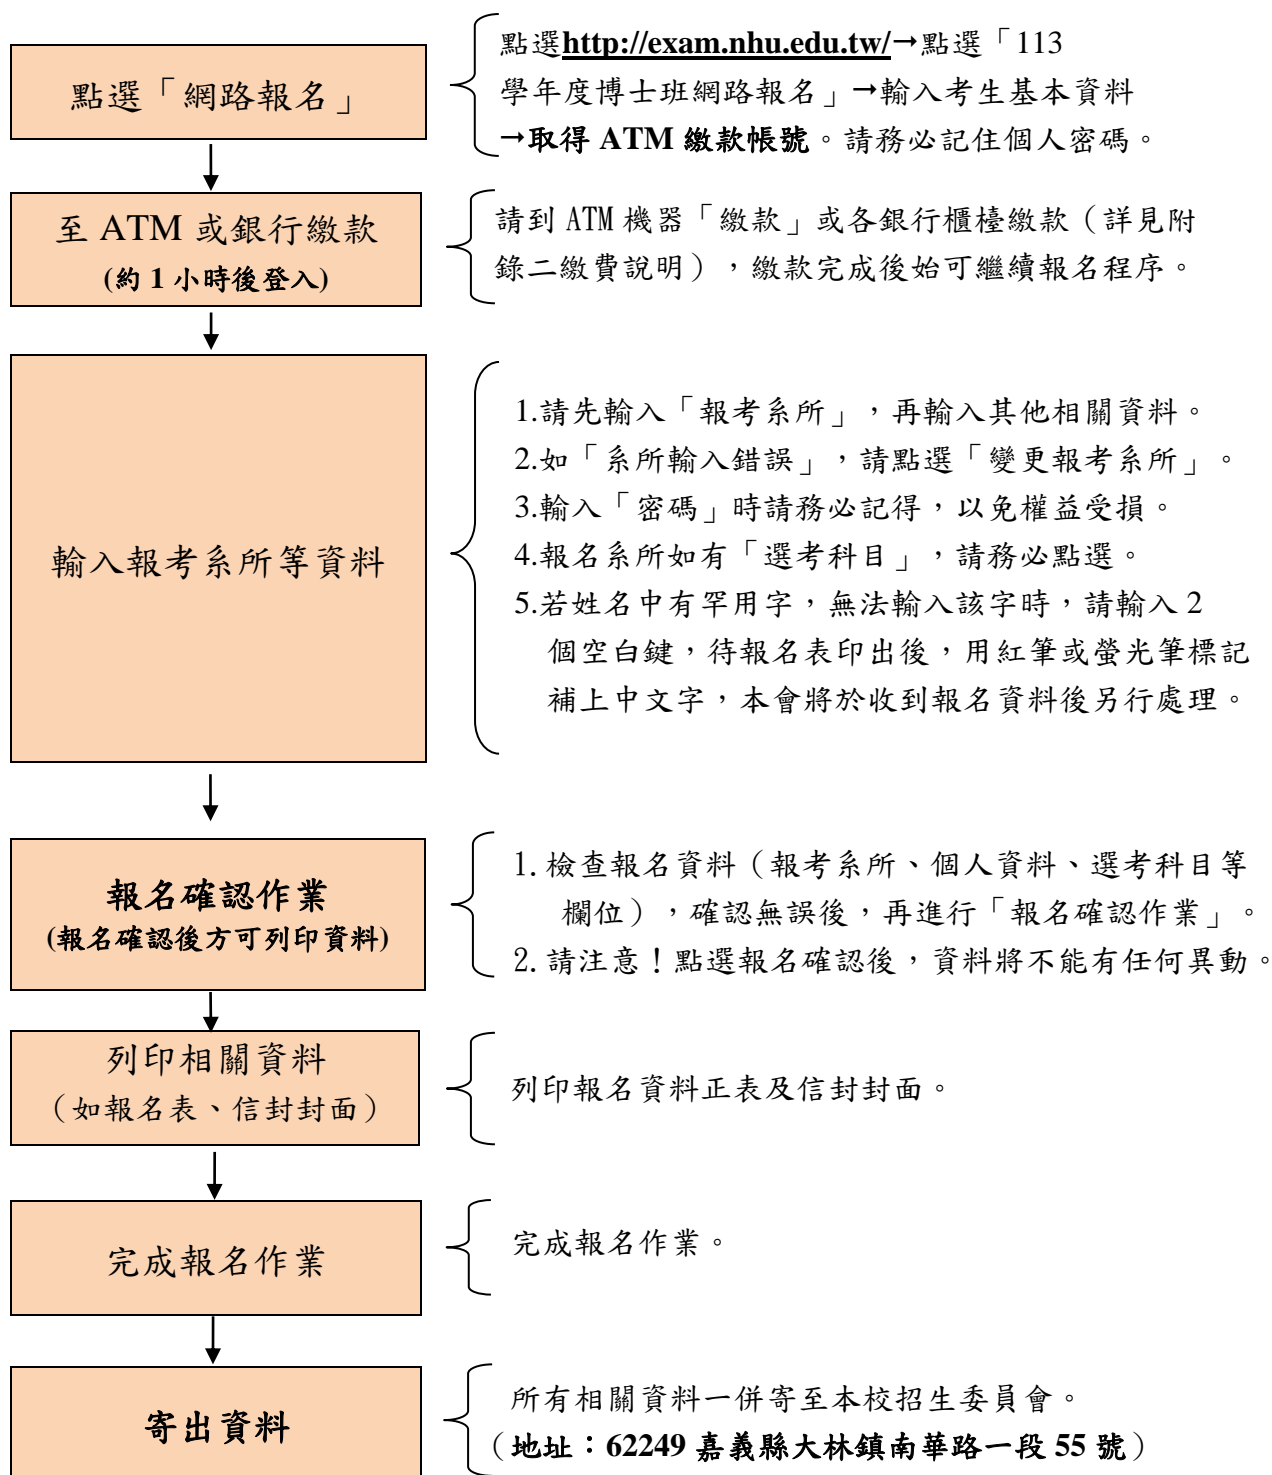 點選「網路報名」
點選http://exam.nhu.edu.tw/→點選「113
學年度博士班網路報名」→輸入考生基本資料
→取得 ATM 繳款帳號。請務必記住個人密碼。
至 ATM 或銀行繳款
(約 1 小時後登入)
請到 ATM 機器「繳款」或各銀行櫃檯繳款（詳見附
錄二繳費說明），繳款完成後始可繼續報名程序。
輸入報考系所等資料
1.請先輸入「報考系所」，再輸入其他相關資料。
2.如「系所輸入錯誤」，請點選「變更報考系所」。
3.輸入「密碼」時請務必記得，以免權益受損。
4.報名系所如有「選考科目」，請務必點選。
5.若姓名中有罕用字，無法輸入該字時，請輸入 2
個空白鍵，待報名表印出後，用紅筆或螢光筆標記
補上中文字，本會將於收到報名資料後另行處理。
報名確認作業
(報名確認後方可列印資料)
1. 檢查報名資料（報考系所、個人資料、選考科目等
欄位），確認無誤後，再進行「報名確認作業」。
2. 請注意！點選報名確認後，資料將不能有任何異動。
列印相關資料
（如報名表、信封封面）
列印報名資料正表及信封封面。
完成報名作業
完成報名作業。
寄出資料
所有相關資料一併寄至本校招生委員會。
（地址：62249 嘉義縣大林鎮南華路一段 55 號）